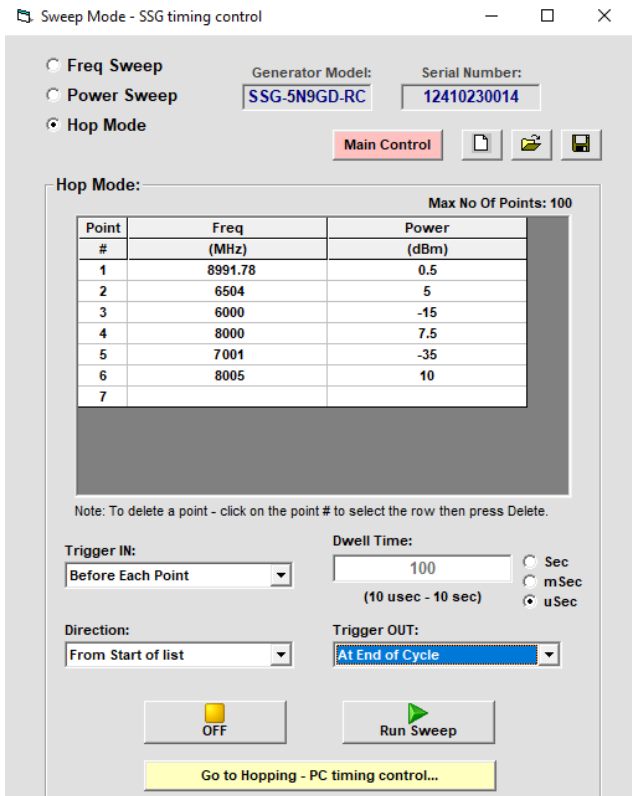 Sweep Mode - SSG timing control
Freq Sweep
Power Sweep
Hop Mode
Generator Model: Serial Number:
SSG-5N9GD-RC 12410230014
Main Control
Hop Mode:
Max No Of Points: 100
Point Freq Power
# (MHz) (dBm)
1 8991.78 0.5
2 6504 5
3 6000 -15
4 8000 7.5
5 7001 -35
6 8005 10
7
Note: To delete a point - click on the point # to select the row then press Delete.
Trigger IN:
Before Each Point
Dwell Time:
100
(10 usec - 10 sec)
Sec
mSec
uSec
Direction:
From Start of list
Trigger OUT:
At End of Cycle
OFF
Run Sweep
Go to Hopping - PC timing control...